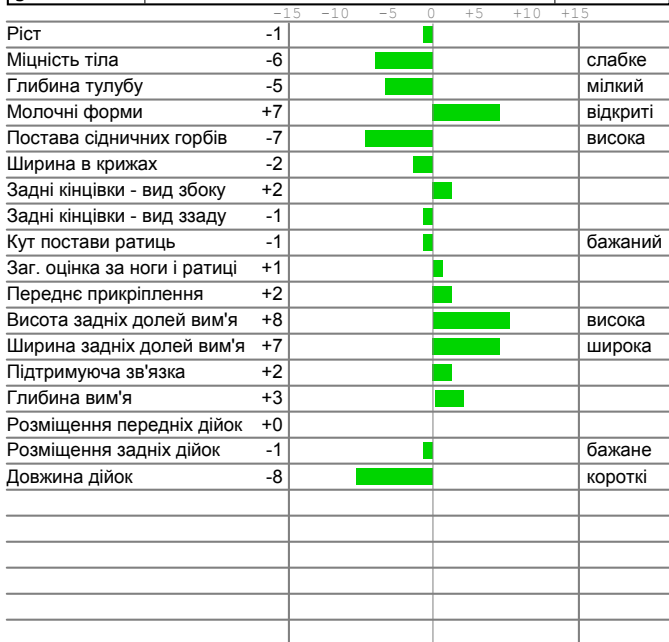 -15 -10 -5 0 +5 +10 +15
Ріст -1
Міцність тіла -6 слабке
Глибина тулубу -5 мілкий
Молочні форми +7 відкриті
Постава сідничних горбів -7 висока
Ширина в крижах -2
Задні кінцівки - вид збоку +2
Задні кінцівки - вид ззаду -1
Кут постави ратиць -1 бажаний
Заг. оцінка за ноги і ратиці +1
Переднє прикріплення +2
Висота задніх долей вим'я +8 висока
Ширина задніх долей вим'я +7 широка
Підтримуюча зв'язка +2
Глибина вим'я +3
Розміщення передніх дійок +0
Розміщення задніх дійок -1 бажане
Довжина дійок -8 короткі